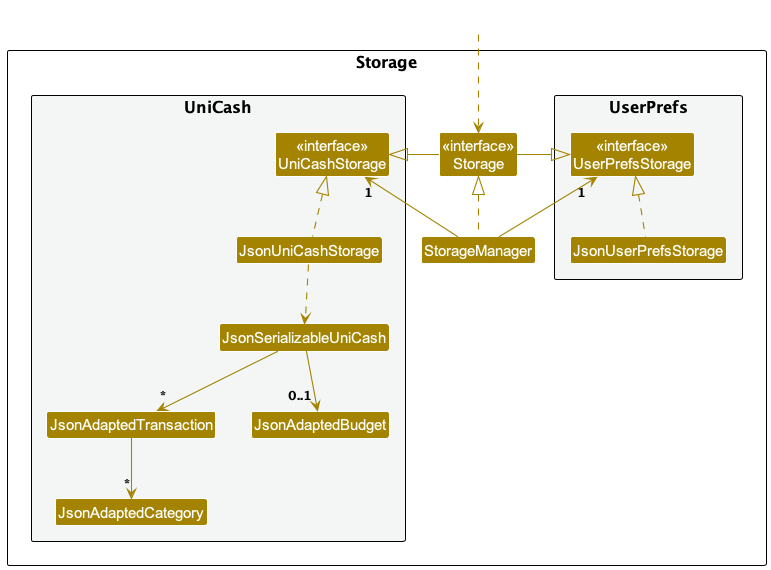 Storage
UniCash
UserPrefs
«interface»
UniCashStorage
«interface»
Storage
«interface»
UserPrefsStorage
1
1
JsonUniCashStorage
StorageManager
JsonUserPrefsStorage
JsonSerializableUniCash
*
0..1
JsonAdaptedTransaction
JsonAdaptedBudget
*
JsonAdaptedCategory